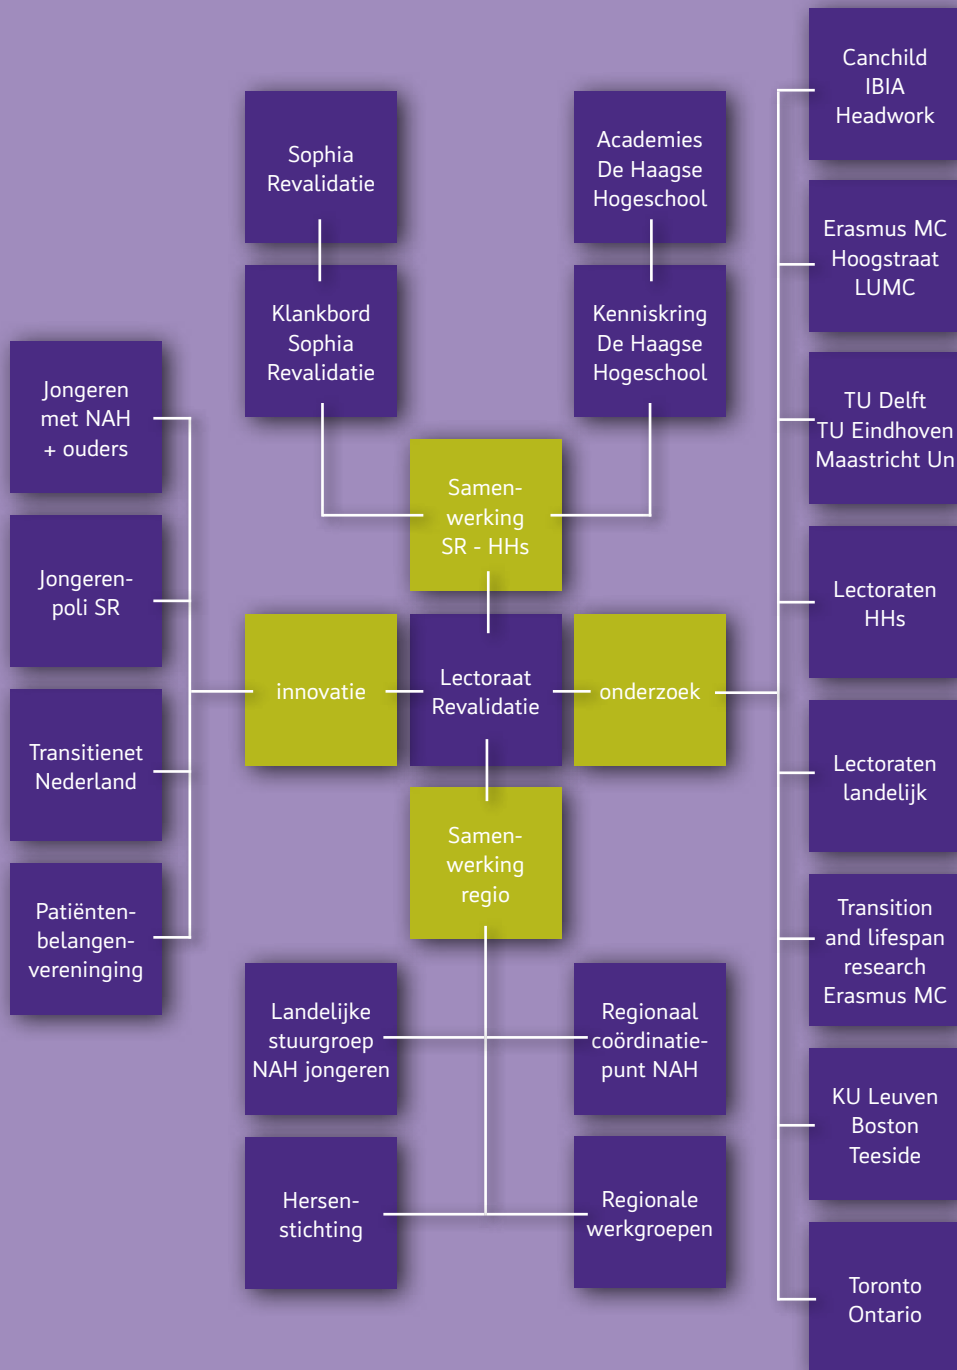 Canchild
IBIA
Headwork
Sophia
Revalidatie
Academies
De Haagse
Hogeschool
Erasmus MC
Hoogstraat
LUMC
Klankbord
Sophia
Revalidatie
Kenniskring
De Haagse
Hogeschool
Jongeren
met NAH
+ ouders
TU Delft
TU Eindhoven
Maastricht Un
Samen-
werking
SR - HHs
Jongeren-
poli SR
Lectoraten
HHs
innovatie
Lectoraat
Revalidatie
onderzoek
Transitienet
Nederland
Lectoraten
landelijk
Samen-
werking
regio
Patiënten-
belangen-
vereninging
Transition
and lifespan
research
Erasmus MC
Landelijke
stuurgroep
NAH jongeren
Regionaal
coördinatie-
punt NAH
KU Leuven
Boston
Teeside
Hersen-
stichting
Regionale
werkgroepen
Toronto
Ontario